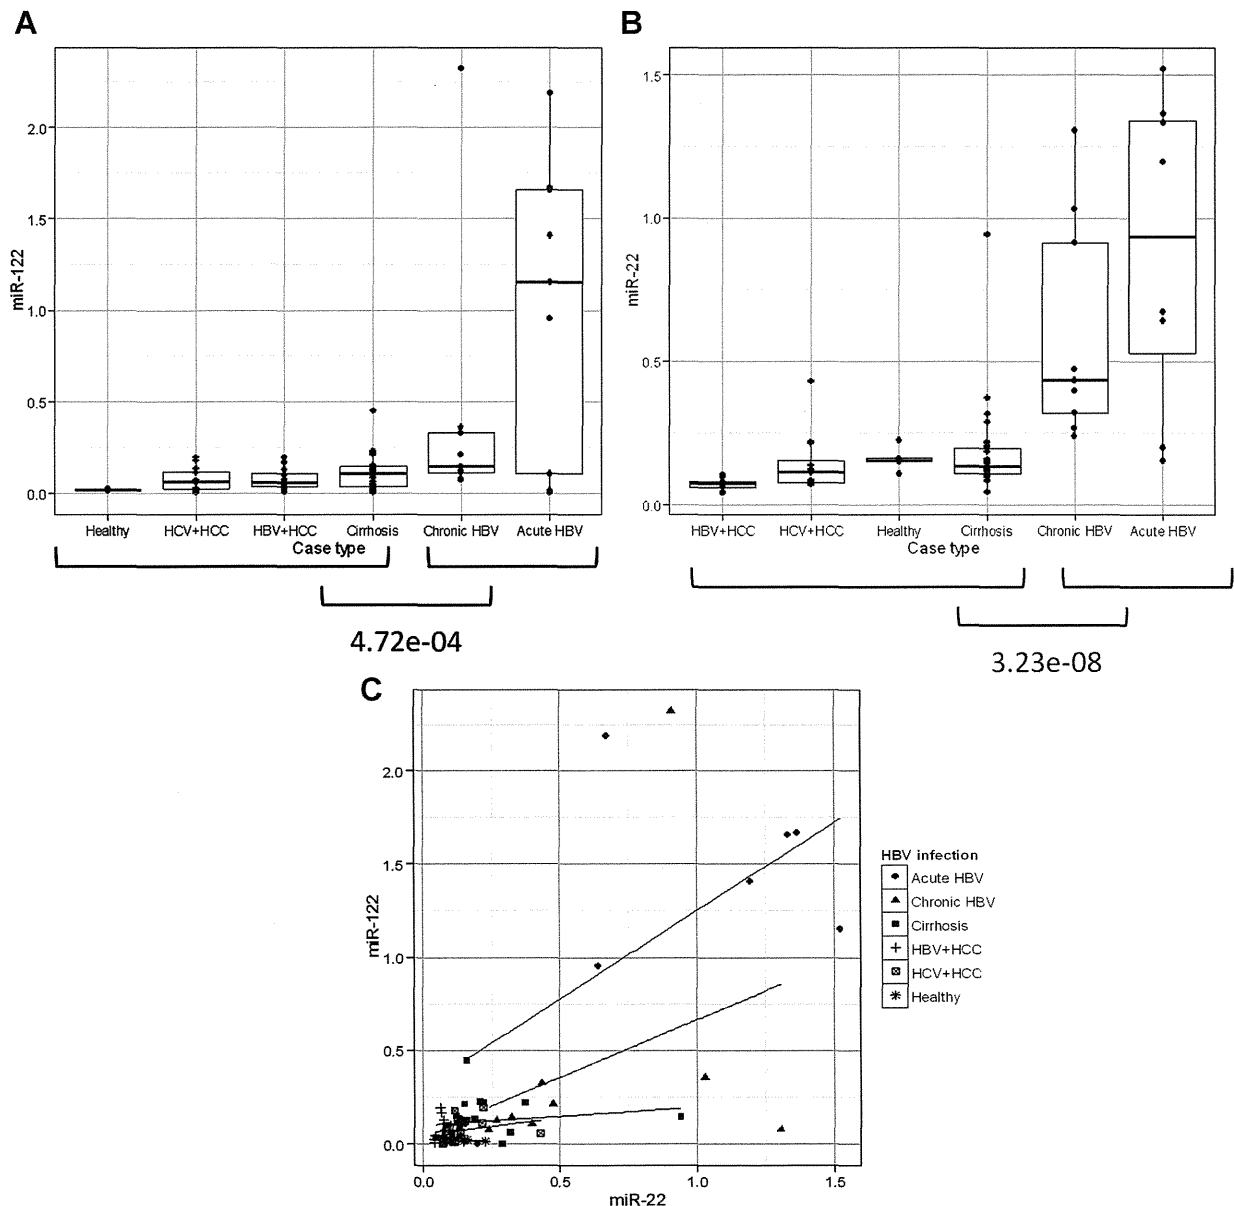 A
miR-122
2.0
1.5
1.0
0.5
0.0
Healthy HCV+HCC HBV+HCC Cirrhosis Chronic HBV Acute HBV
Case type
4.72e-04
B
miR-22
1.5
1.0
0.5
0.0
HBV+HCC HCV+HCC Healthy Cirrhosis Chronic HBV Acute HBV
Case type
3.23e-08
C
miR-122
2.0
1.5
1.0
0.5
0.0
0.0 0.5 1.0 1.5
miR-22
HBV infection
Acute HBV
Chronic HBV
Cirrhosis
HBV+HCC
HCV+HCC
Healthy